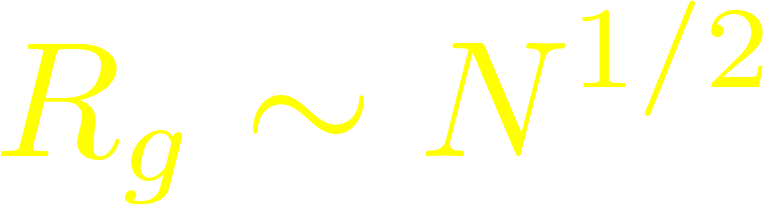 R_g ∼ N^{1/2}